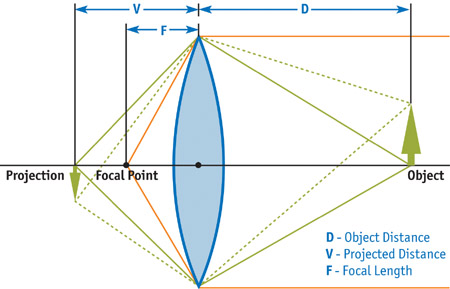 V
D
F
Projection
Focal Point
Object
D - Object Distance
V - Projected Distance
F - Focal Length